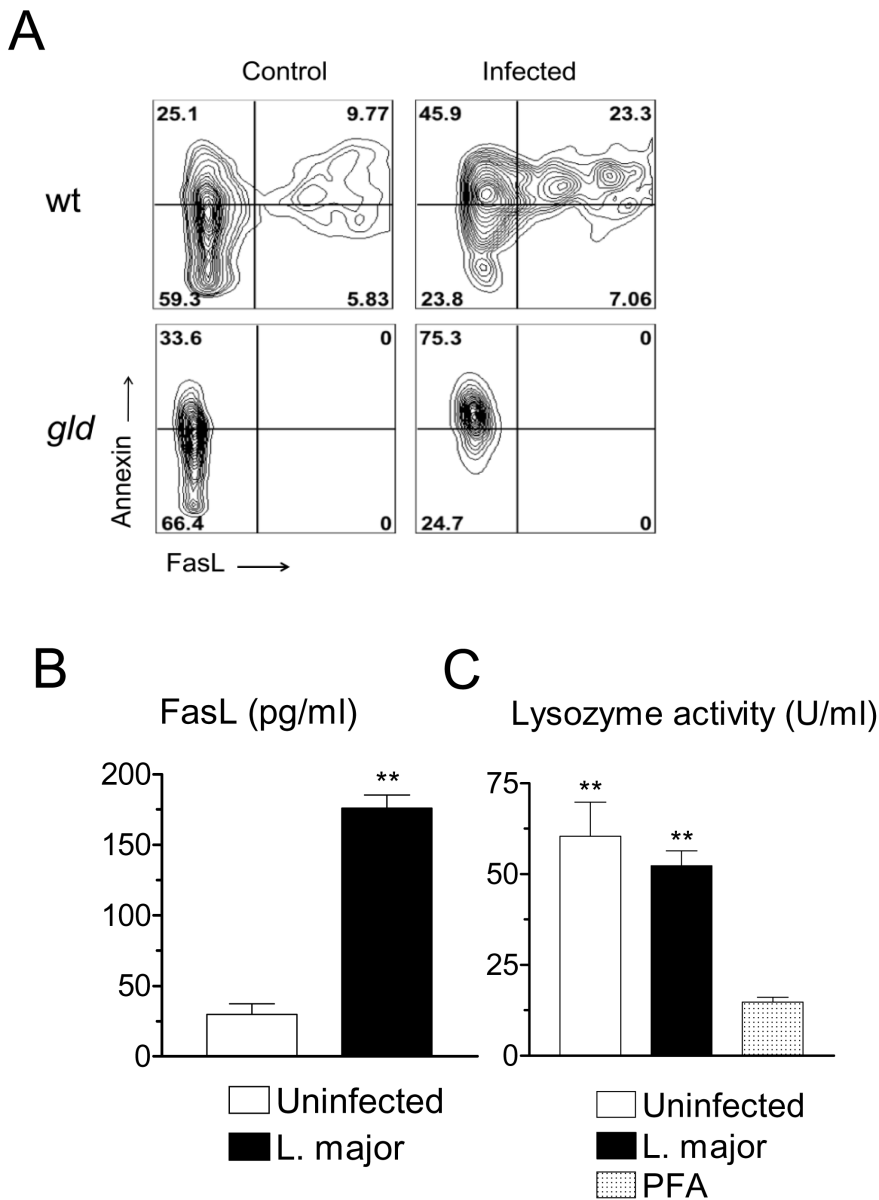 A
Control Infected
wt
25.1 9.77
59.3 5.83
45.9 23.3
23.8 7.06
gld
33.6 0
66.4 0
75.3 0
24.7 0
Annexin
FasL
B
FasL (pg/ml)
200
150
100
50
0
**
Uninfected
L. major
C
Lysozyme activity (U/ml)
75
50
25
0
**
**
Uninfected
L. major
PFA